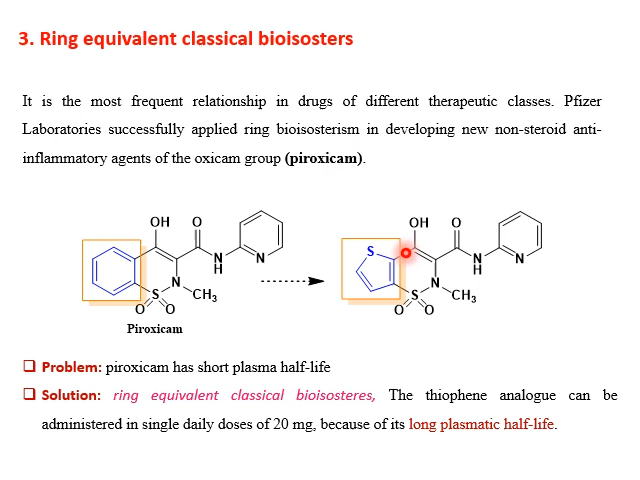 3. Ring equivalent classical bioisosters
It is the most frequent relationship in drugs of different therapeutic classes. Pfizer
Laboratories successfully applied ring bioisosterism in developing new non-steroid anti-
inflammatory agents of the oxicam group (piroxicam).
OH O OH O
N H N N H N
S N CH3 S S N CH3
O O O O
Piroxicam
Problem: piroxicam has short plasma half-life
Solution: ring equivalent classical bioisosteres, The thiophene analogue can be
administered in single daily doses of 20 mg, because of its long plasmatic half-life.